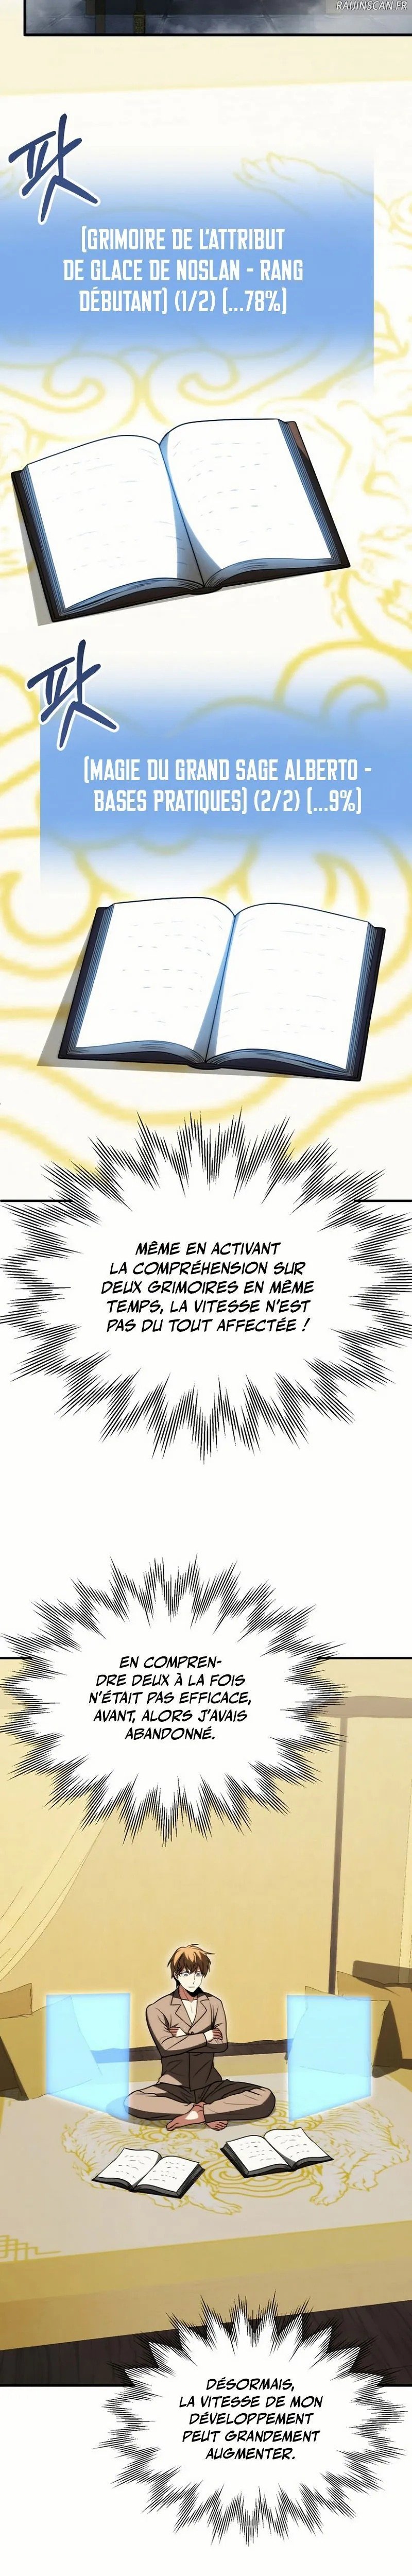 RAIJINSCAN.FR
팟
[GRIMOIRE DE L'ATTRIBUT
DE GLACE DE NOSLAN - RANG
DÉBUTANT] (1/2) [...78%]
팟
[MAGIE DU GRAND SAGE ALBERTO -
BASES PRATIQUES] (2/2) [...9%]
MÊME EN ACTIVANT
LA COMPRÉHENSION SUR
DEUX GRIMOIRES EN MÊME
TEMPS, LA VITESSE N'EST
PAS DU TOUT AFFECTÉE !
EN COMPREN-
DRE DEUX À LA FOIS
N'ÉTAIT PAS EFFICACE,
AVANT, ALORS J'AVAIS
ABANDONNÉ.
DÉSORMAIS,
LA VITESSE DE MON
DÉVELOPPEMENT
PEUT GRANDEMENT
AUGMENTER.